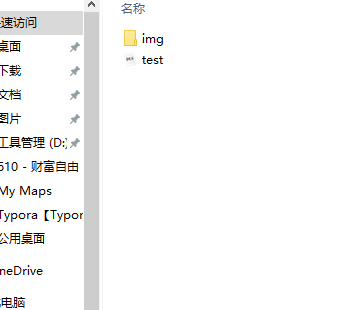 速访问
桌面
下载
文档
图片
工具管理 (D:)
510 - 财富自由
My Maps
Typora【Typor
公用桌面
neDrive
电脑
名称
img
test